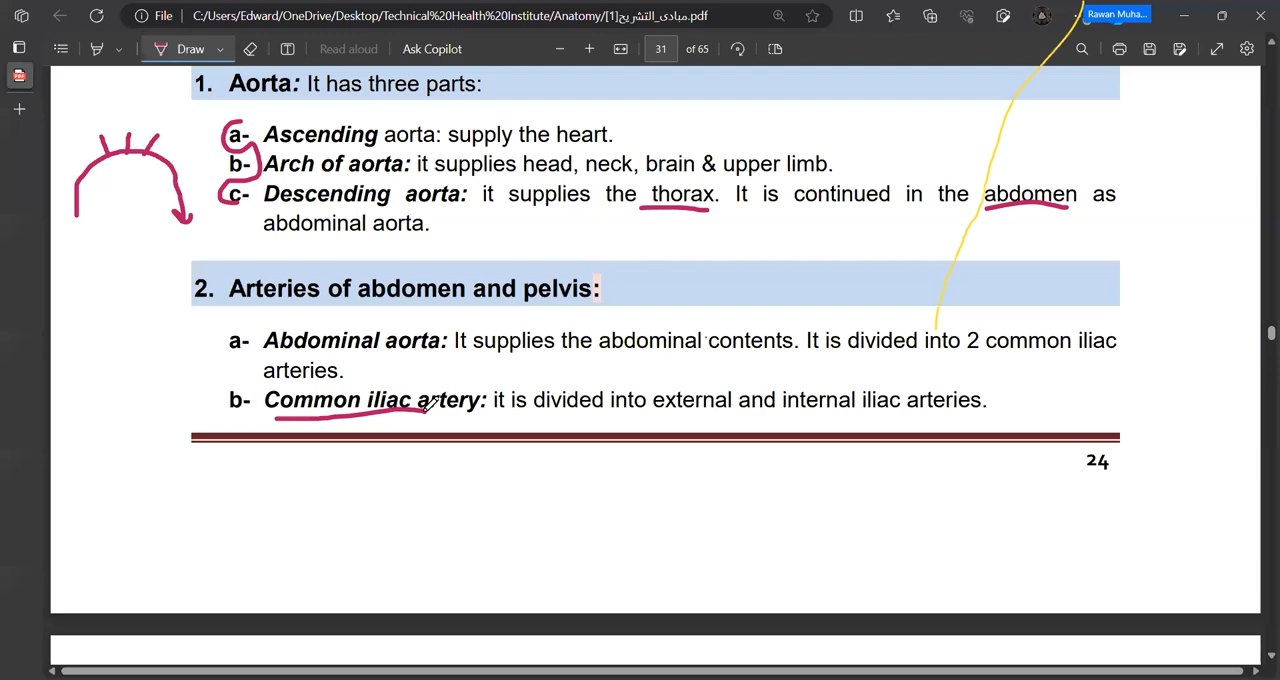 File C:/Users/Edward/OneDrive/Desktop/Technical%20Health%20Institute/Anatomy/[1]مبادى_التشريح.pdf
Rawan Muha...
Draw
Read aloud
Ask Copilot
31 of 65
1. Aorta: It has three parts:
a- Ascending aorta: supply the heart.
b- Arch of aorta: it supplies head, neck, brain & upper limb.
c- Descending aorta: it supplies the thorax. It is continued in the abdomen as
abdominal aorta.
2. Arteries of abdomen and pelvis:
a- Abdominal aorta: It supplies the abdominal contents. It is divided into 2 common iliac
arteries.
b- Common iliac artery: it is divided into external and internal iliac arteries.
24